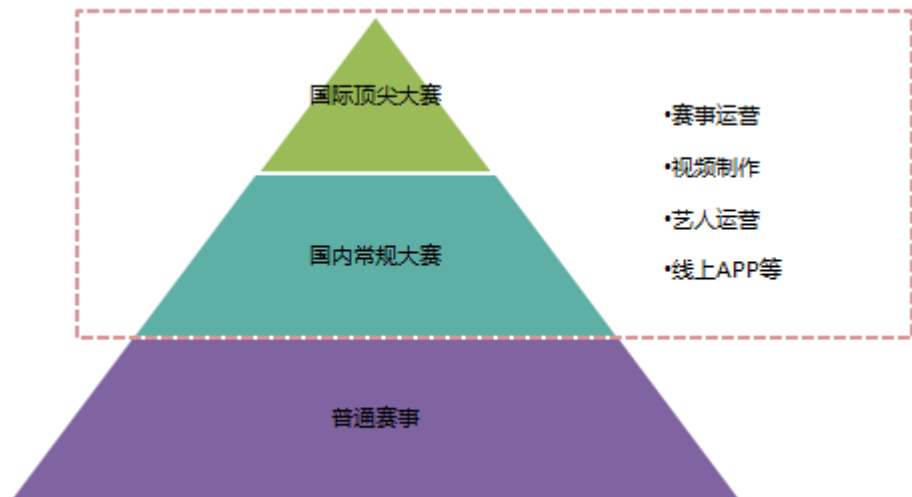 国际顶尖大赛
•赛事运营
•视频制作
•艺人运营
国内常规大赛
•线上APP等
普通赛事